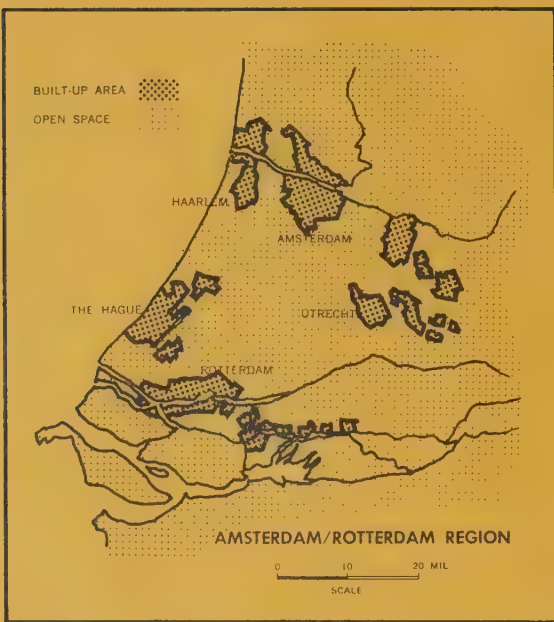 BUILT-UP AREA
OPEN SPACE
HAARLEM
AMSTERDAM
THE HAGUE
UTRECHT
ROTTERDAM
AMSTERDAM/ROTTERDAM REGION
0 10 20 MIL
SCALE